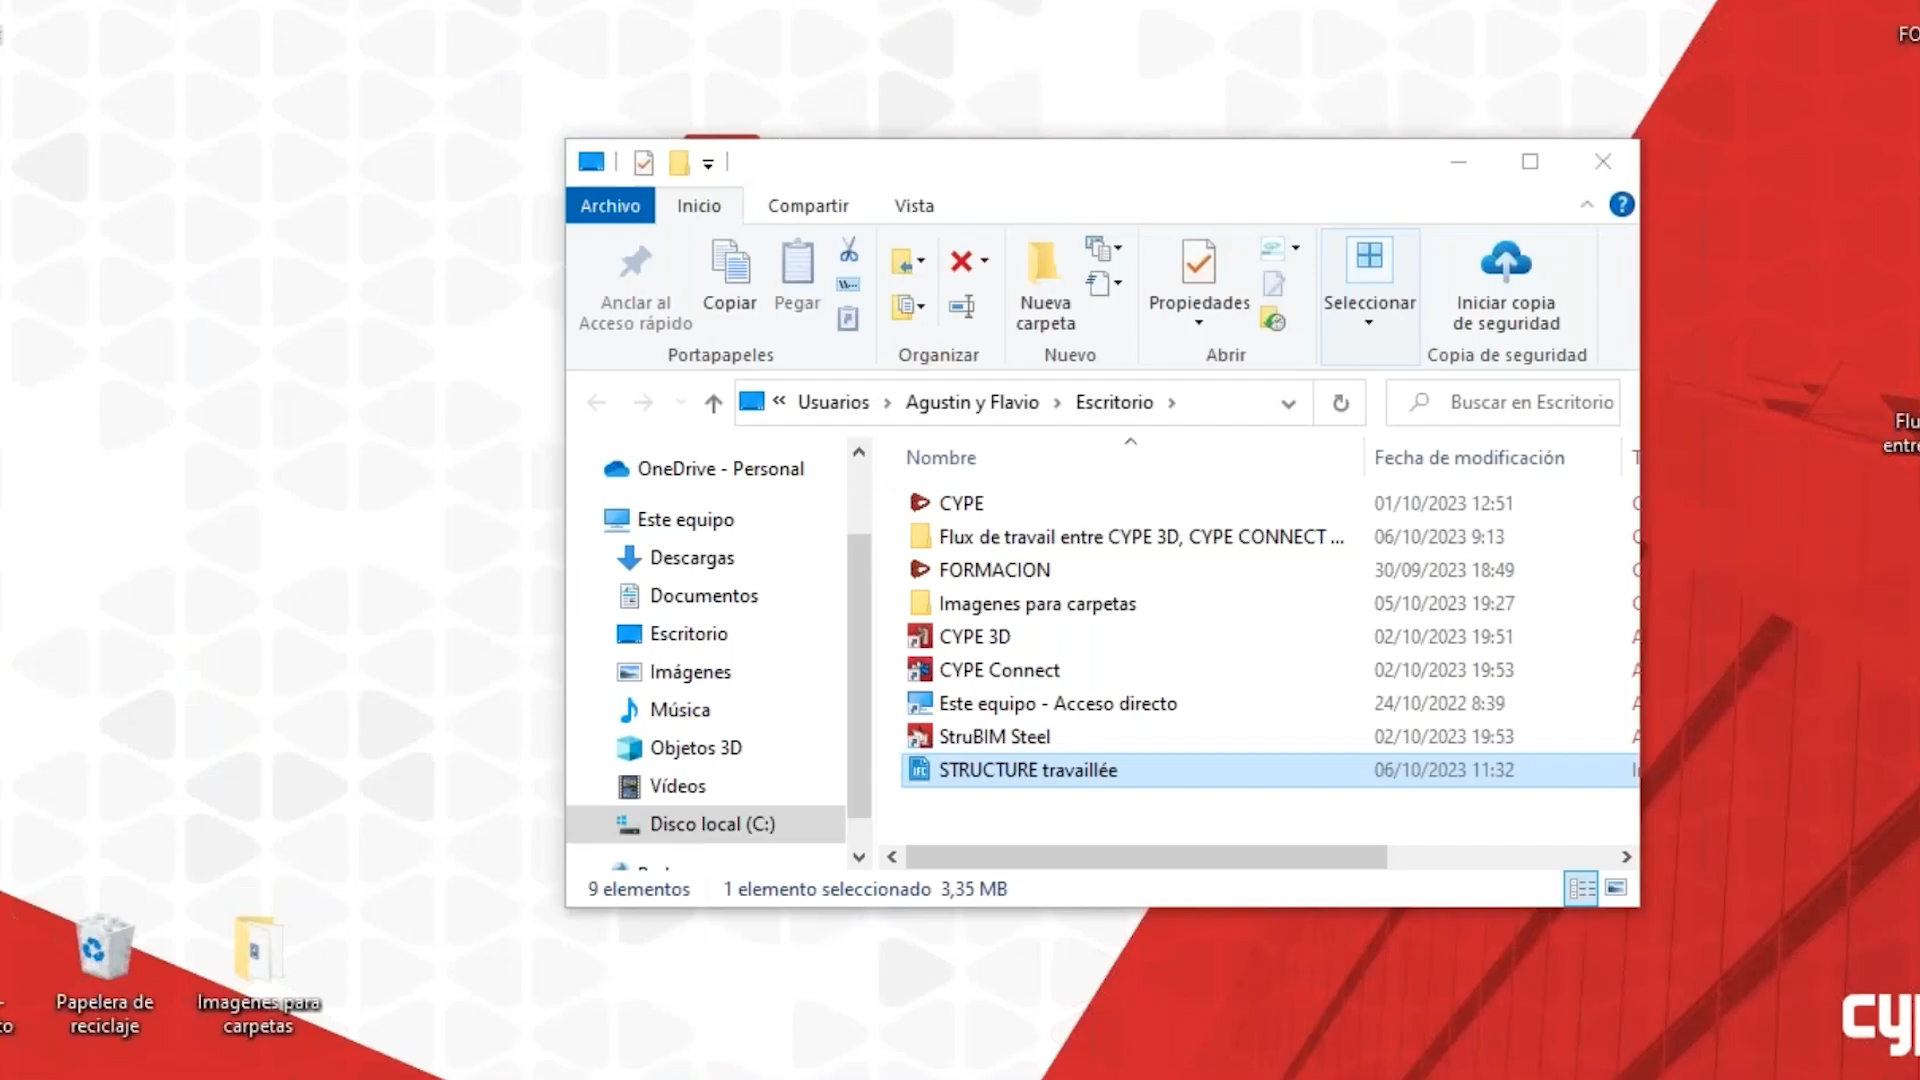 FO
Archivo Inicio Compartir Vista
Anclar al
Acceso rápido
Copiar
Pegar
Nueva
carpeta
Propiedades
Seleccionar
Iniciar copia
de seguridad
Portapapeles Organizar Nuevo Abrir Copia de seguridad
« Usuarios › Agustin y Flavio › Escritorio ›
Buscar en Escritorio
Flu
entre
OneDrive - Personal
Este equipo
Descargas
Documentos
Escritorio
Imágenes
Música
Objetos 3D
Vídeos
Disco local (C:)
Nombre Fecha de modificación T
CYPE 01/10/2023 12:51
Flux de travail entre CYPE 3D, CYPE CONNECT ... 06/10/2023 9:13
FORMACION 30/09/2023 18:49
Imagenes para carpetas 05/10/2023 19:27
CYPE 3D 02/10/2023 19:51 A
CYPE Connect 02/10/2023 19:53 A
Este equipo - Acceso directo 24/10/2022 8:39 A
StruBIM Steel 02/10/2023 19:53 A
STRUCTURE travaillée 06/10/2023 11:32
9 elementos 1 elemento seleccionado 3,35 MB
Papelera de
reciclaje
Imagenes para
carpetas
cy